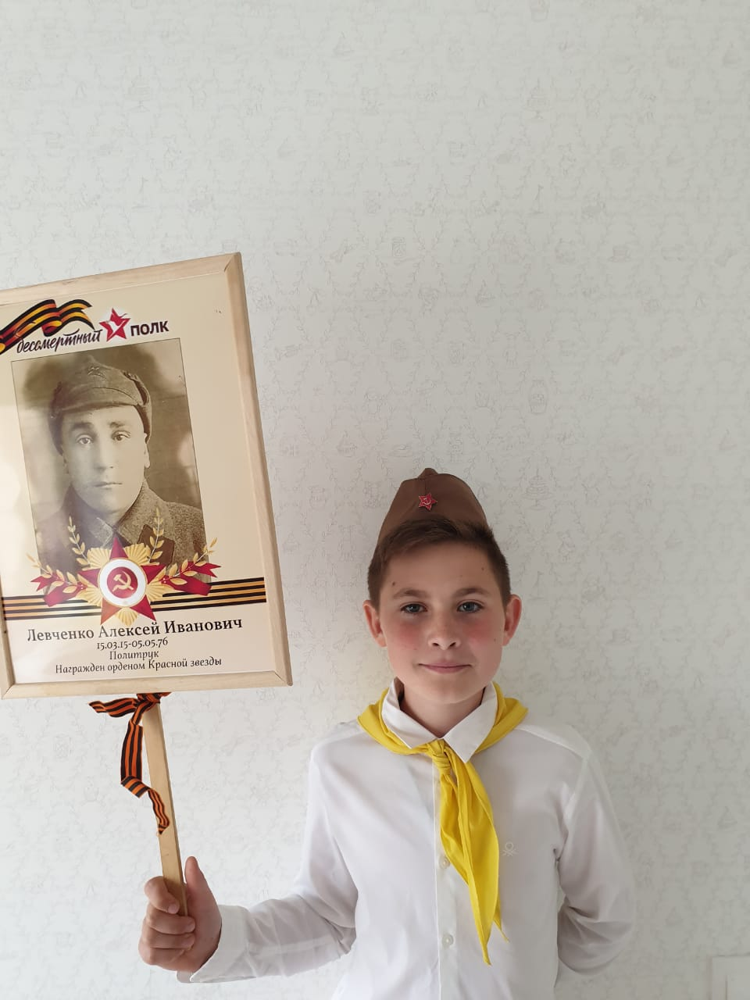 бессмертный полк
Левченко Алексей Иванович
15.03.15-05.05.76
Политрук
Награжден орденом Красной звезды